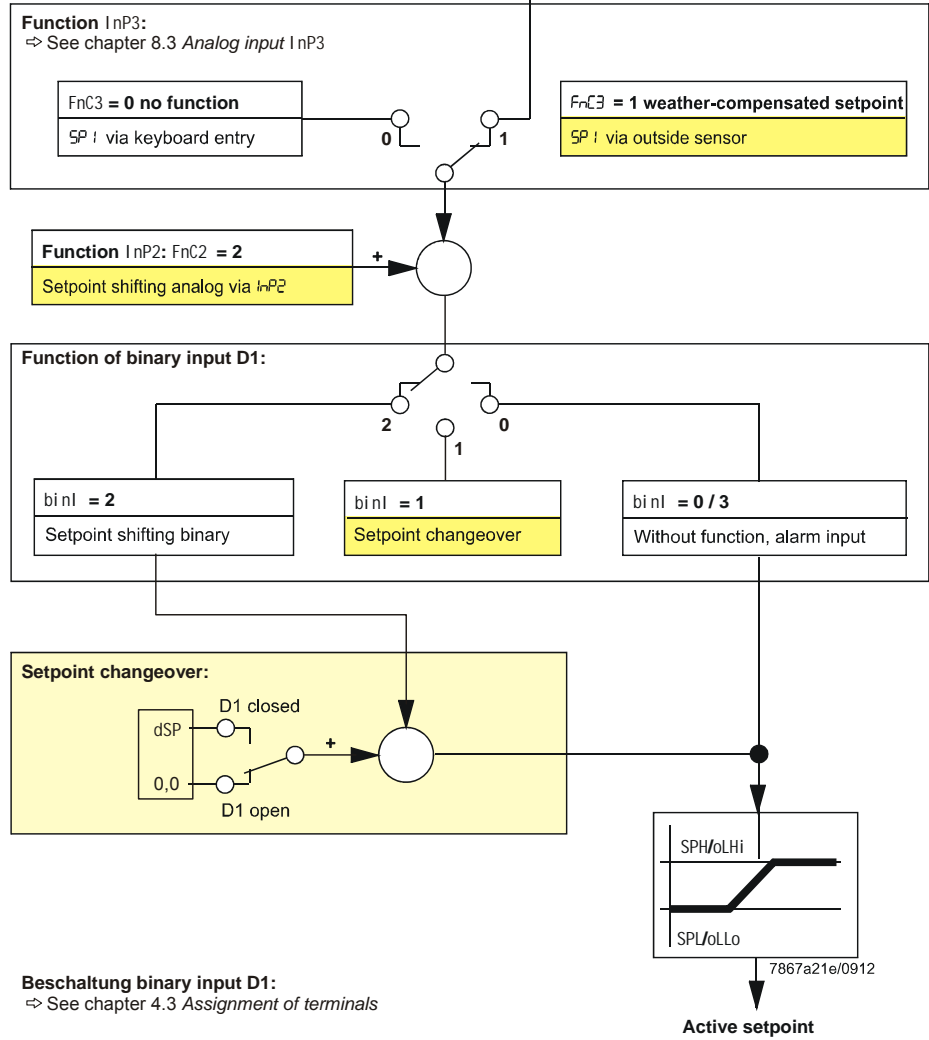 Function InP3:
⇨ See chapter 8.3 Analog input InP3
FnC3 = 0 no function
SP1 via keyboard entry
0
1
FnC3 = 1 weather-compensated setpoint
SP1 via outside sensor
Function InP2: FnC2 = 2
Setpoint shifting analog via InP2
+
Function of binary input D1:
2
0
1
binI = 2
Setpoint shifting binary
binI = 1
Setpoint changeover
binI = 0 / 3
Without function, alarm input
Setpoint changeover:
D1 closed
dSP
+
0,0
D1 open
SPH/oLHi
SPL/oLLo
7867a21e/0912
Beschaltung binary input D1:
⇨ See chapter 4.3 Assignment of terminals
Active setpoint